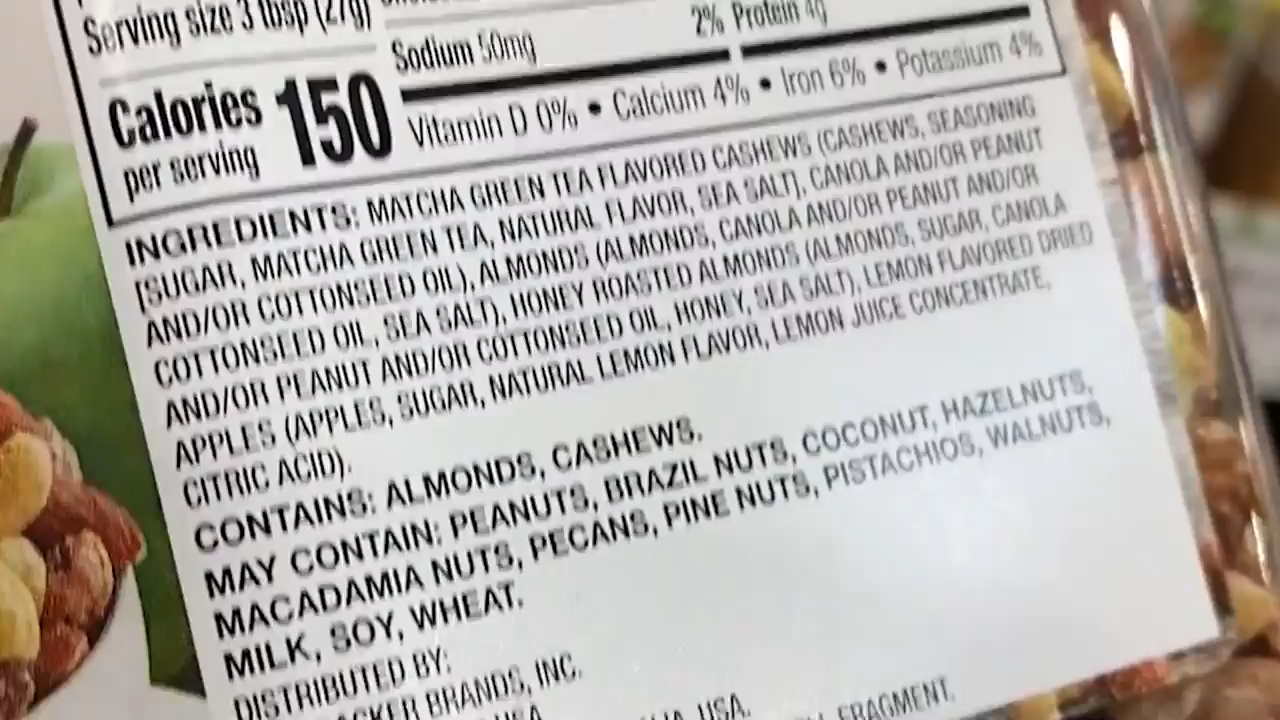 Serving size 3 tbsp (27g)
Calories
per serving
150
Sodium 50mg
2%
Protein 4g
Vitamin D 0% • Calcium 4% • Iron 6% • Potassium 4%
INGREDIENTS: MATCHA GREEN TEA FLAVORED CASHEWS (CASHEWS, SEASONING
[SUGAR, MATCHA GREEN TEA, NATURAL FLAVOR, SEA SALT], CANOLA AND/OR PEANUT
AND/OR COTTONSEED OIL), ALMONDS (ALMONDS, CANOLA AND/OR PEANUT AND/OR
COTTONSEED OIL, SEA SALT), HONEY ROASTED ALMONDS (ALMONDS, SUGAR, CANOLA
AND/OR PEANUT AND/OR COTTONSEED OIL, HONEY, SEA SALT), LEMON FLAVORED DRIED
APPLES (APPLES, SUGAR, NATURAL LEMON FLAVOR, LEMON JUICE CONCENTRATE,
CITRIC ACID).
CONTAINS: ALMONDS, CASHEWS.
MAY CONTAIN: PEANUTS, BRAZIL NUTS, COCONUT, HAZELNUTS,
MACADAMIA NUTS, PECANS, PINE NUTS, PISTACHIOS, WALNUTS,
MILK, SOY, WHEAT.
DISTRIBUTED BY:
ACKER BRANDS, INC.
USA
USA.
FRAGMENT.